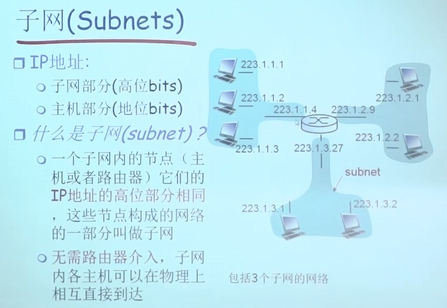 子网(Subnets)
IP地址:
子网部分(高位bits)
主机部分(地位bits)
什么是子网(subnet)?
一个子网内的节点(主
机或者路由器)它们的
IP地址的高位部分相同
,这些节点构成的网络
的一部分叫做子网
无需路由器介入,子网
内各主机可以在物理上
相互直接到达
223.1.1.1
223.1.1.2
223.1.1.3
223.1.1.4
223.1.2.9
223.1.2.1
223.1.2.2
223.1.3.27
subnet
223.1.3.1
223.1.3.2
包括3个子网的网络